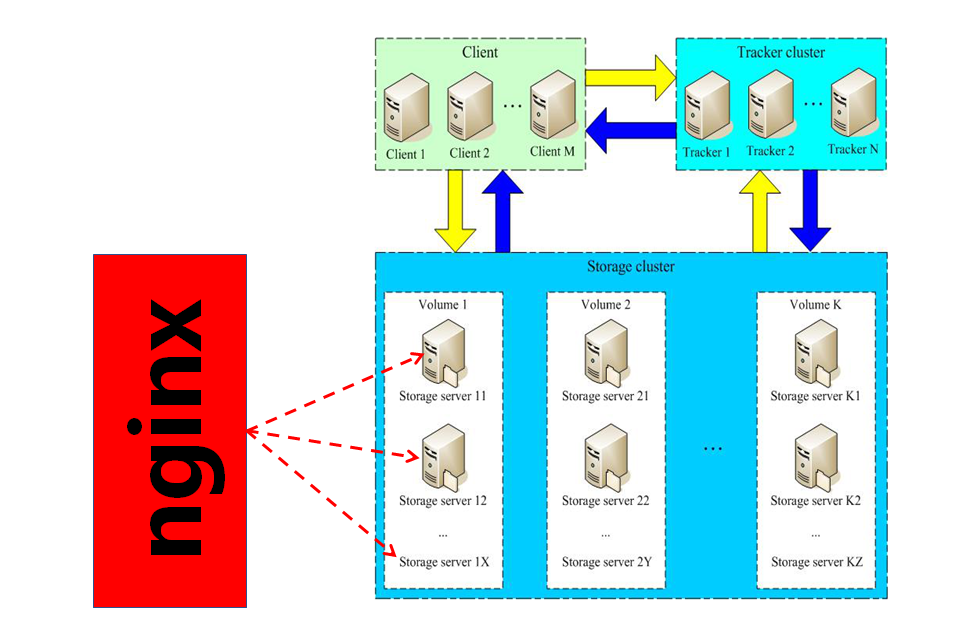 Client
Client 1
Client 2
...
Client M
Tracker cluster
Tracker 1
Tracker 2
...
Tracker N
nginx
Storage cluster
Volume 1
Storage server 11
Storage server 12
...
Storage server 1X
Volume 2
Storage server 21
Storage server 22
...
Storage server 2Y
...
Volume K
Storage server K1
Storage server K2
...
Storage server KZ